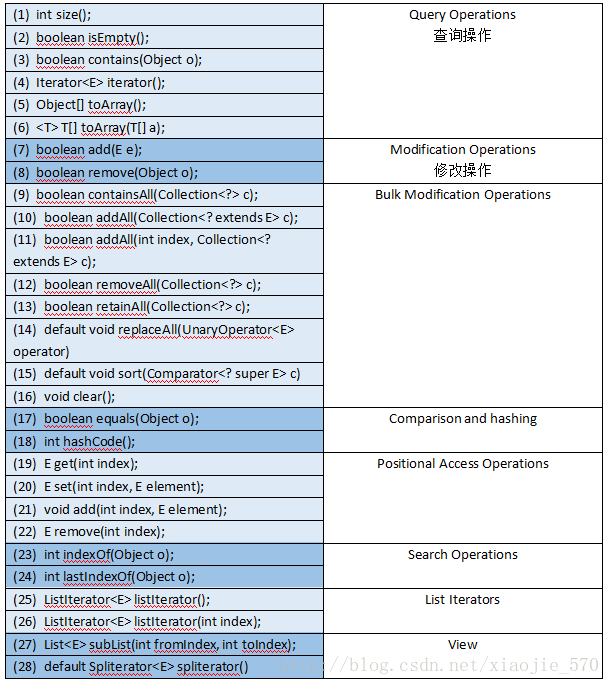 (1) int size();
(2) boolean isEmpty();
(3) boolean contains(Object o);
(4) Iterator<E> iterator();
(5) Object[] toArray();
(6) <T> T[] toArray(T[] a);
Query Operations
查询操作
(7) boolean add(E e);
(8) boolean remove(Object o);
Modification Operations
修改操作
(9) boolean containsAll(Collection<?> c);
(10) boolean addAll(Collection<? extends E> c);
(11) boolean addAll(int index, Collection<?
extends E> c);
(12) boolean removeAll(Collection<?> c);
(13) boolean retainAll(Collection<?> c);
(14) default void replaceAll(UnaryOperator<E>
operator)
(15) default void sort(Comparator<? super E> c)
(16) void clear();
Bulk Modification Operations
(17) boolean equals(Object o);
(18) int hashCode();
Comparison and hashing
(19) E get(int index);
(20) E set(int index, E element);
(21) void add(int index, E element);
(22) E remove(int index);
Positional Access Operations
(23) int indexOf(Object o);
(24) int lastIndexOf(Object o);
Search Operations
(25) ListIterator<E> listIterator();
(26) ListIterator<E> listIterator(int index);
List Iterators
(27) List<E> subList(int fromIndex, int toIndex);
(28) default Spliterator<E> spliterator()
View
http://blog.csdn.net/xiaojie_570